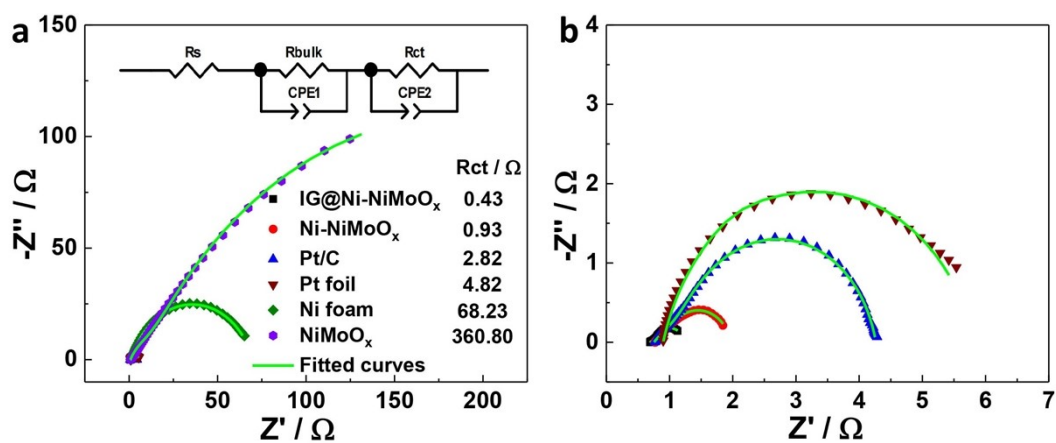 a
150
100
50
0
-Z'' / Ω
Rs
Rbulk
Rct
CPE1
CPE2
Rct / Ω
IG@Ni-NiMoOₓ 0.43
Ni-NiMoOₓ 0.93
Pt/C 2.82
Pt foil 4.82
Ni foam 68.23
NiMoOₓ 360.80
Fitted curves
0 50 100 150 200 250
Z' / Ω
b
4
3
2
1
0
-Z'' / Ω
0 1 2 3 4 5 6 7
Z' / Ω